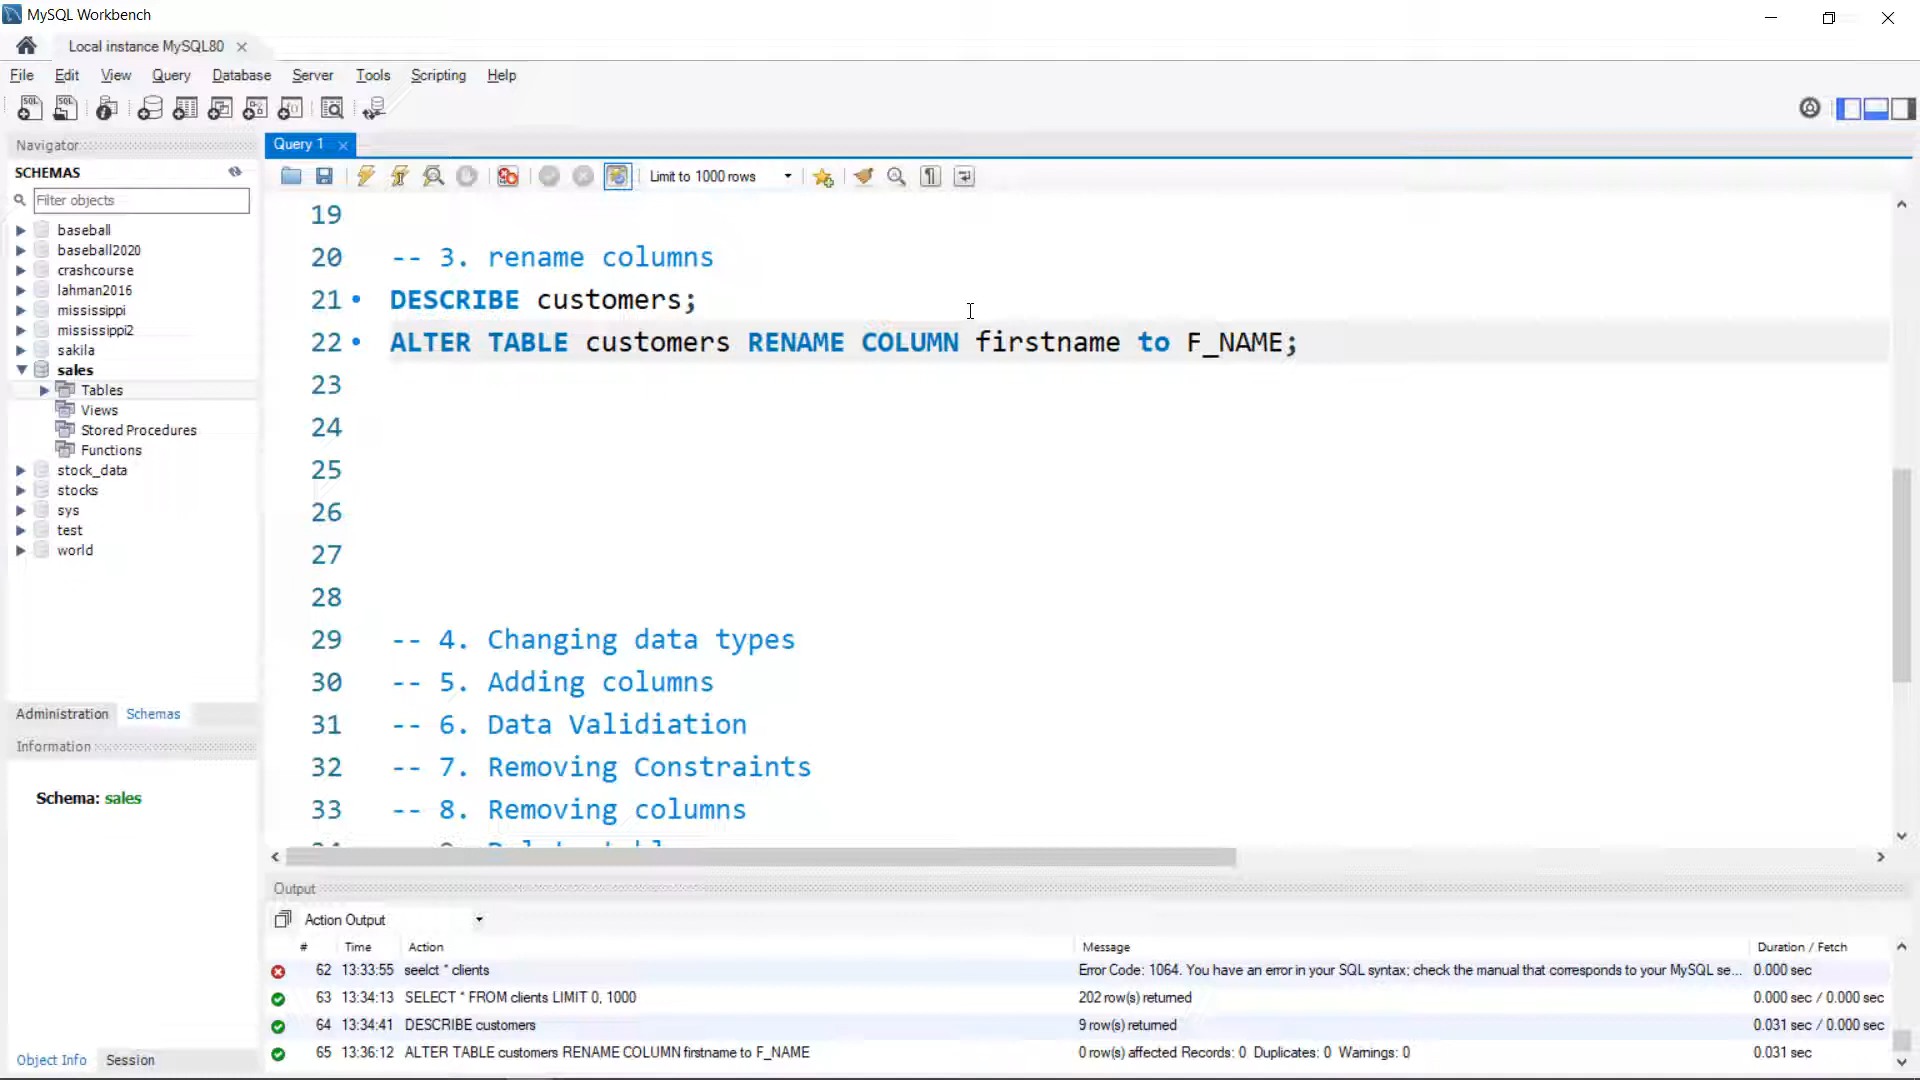 MySQL Workbench
Local instance MySQL80
File Edit View Query Database Server Tools Scripting Help
Navigator
SCHEMAS
Filter objects
baseball
baseball2020
crashcourse
lahman2016
mississippi
mississippi2
sakila
sales
Tables
Views
Stored Procedures
Functions
stock_data
stocks
sys
test
world
Administration Schemas
Information
Schema: sales
Object Info Session
Query 1
Limit to 1000 rows
19
20 -- 3. rename columns
21 DESCRIBE customers;
22 ALTER TABLE customers RENAME COLUMN firstname to F_NAME;
23
24
25
26
27
28
29 -- 4. Changing data types
30 -- 5. Adding columns
31 -- 6. Data Validiation
32 -- 7. Removing Constraints
33 -- 8. Removing columns
Output
Action Output
# Time Action Message Duration / Fetch
62 13:33:55 seelct * clients Error Code: 1064. You have an error in your SQL syntax; check the manual that corresponds to your MySQL se... 0.000 sec
63 13:34:13 SELECT * FROM clients LIMIT 0, 1000 202 row(s) returned 0.000 sec / 0.000 sec
64 13:34:41 DESCRIBE customers 9 row(s) returned 0.031 sec / 0.000 sec
65 13:36:12 ALTER TABLE customers RENAME COLUMN firstname to F_NAME 0 row(s) affected Records: 0 Duplicates: 0 Warnings: 0 0.031 sec